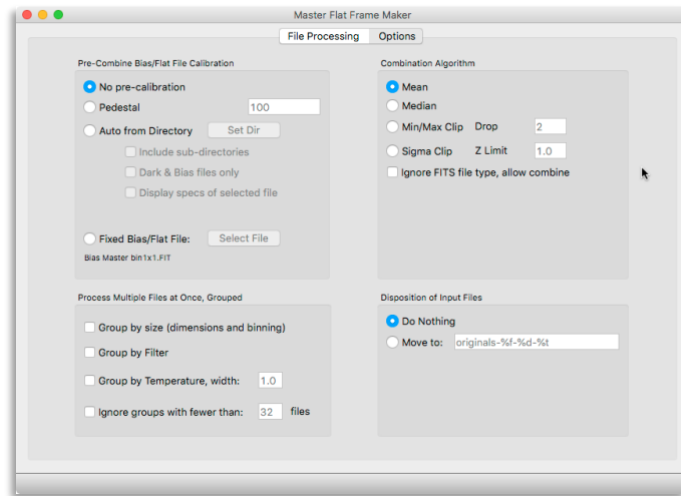 Master Flat Frame Maker
File Processing Options
Pre-Combine Bias/Flat File Calibration
No pre-calibration
Pedestal 100
Auto from Directory Set Dir
Include sub-directories
Dark & Bias files only
Display specs of selected file
Fixed Bias/Flat File: Select File
Bias Master bin1x1.FIT
Combination Algorithm
Mean
Median
Min/Max Clip Drop 2
Sigma Clip Z Limit 1.0
Ignore FITS file type, allow combine
Process Multiple Files at Once, Grouped
Group by size (dimensions and binning)
Group by Filter
Group by Temperature, width: 1.0
Ignore groups with fewer than: 32 files
Disposition of Input Files
Do Nothing
Move to: originals-%f-%d-%t